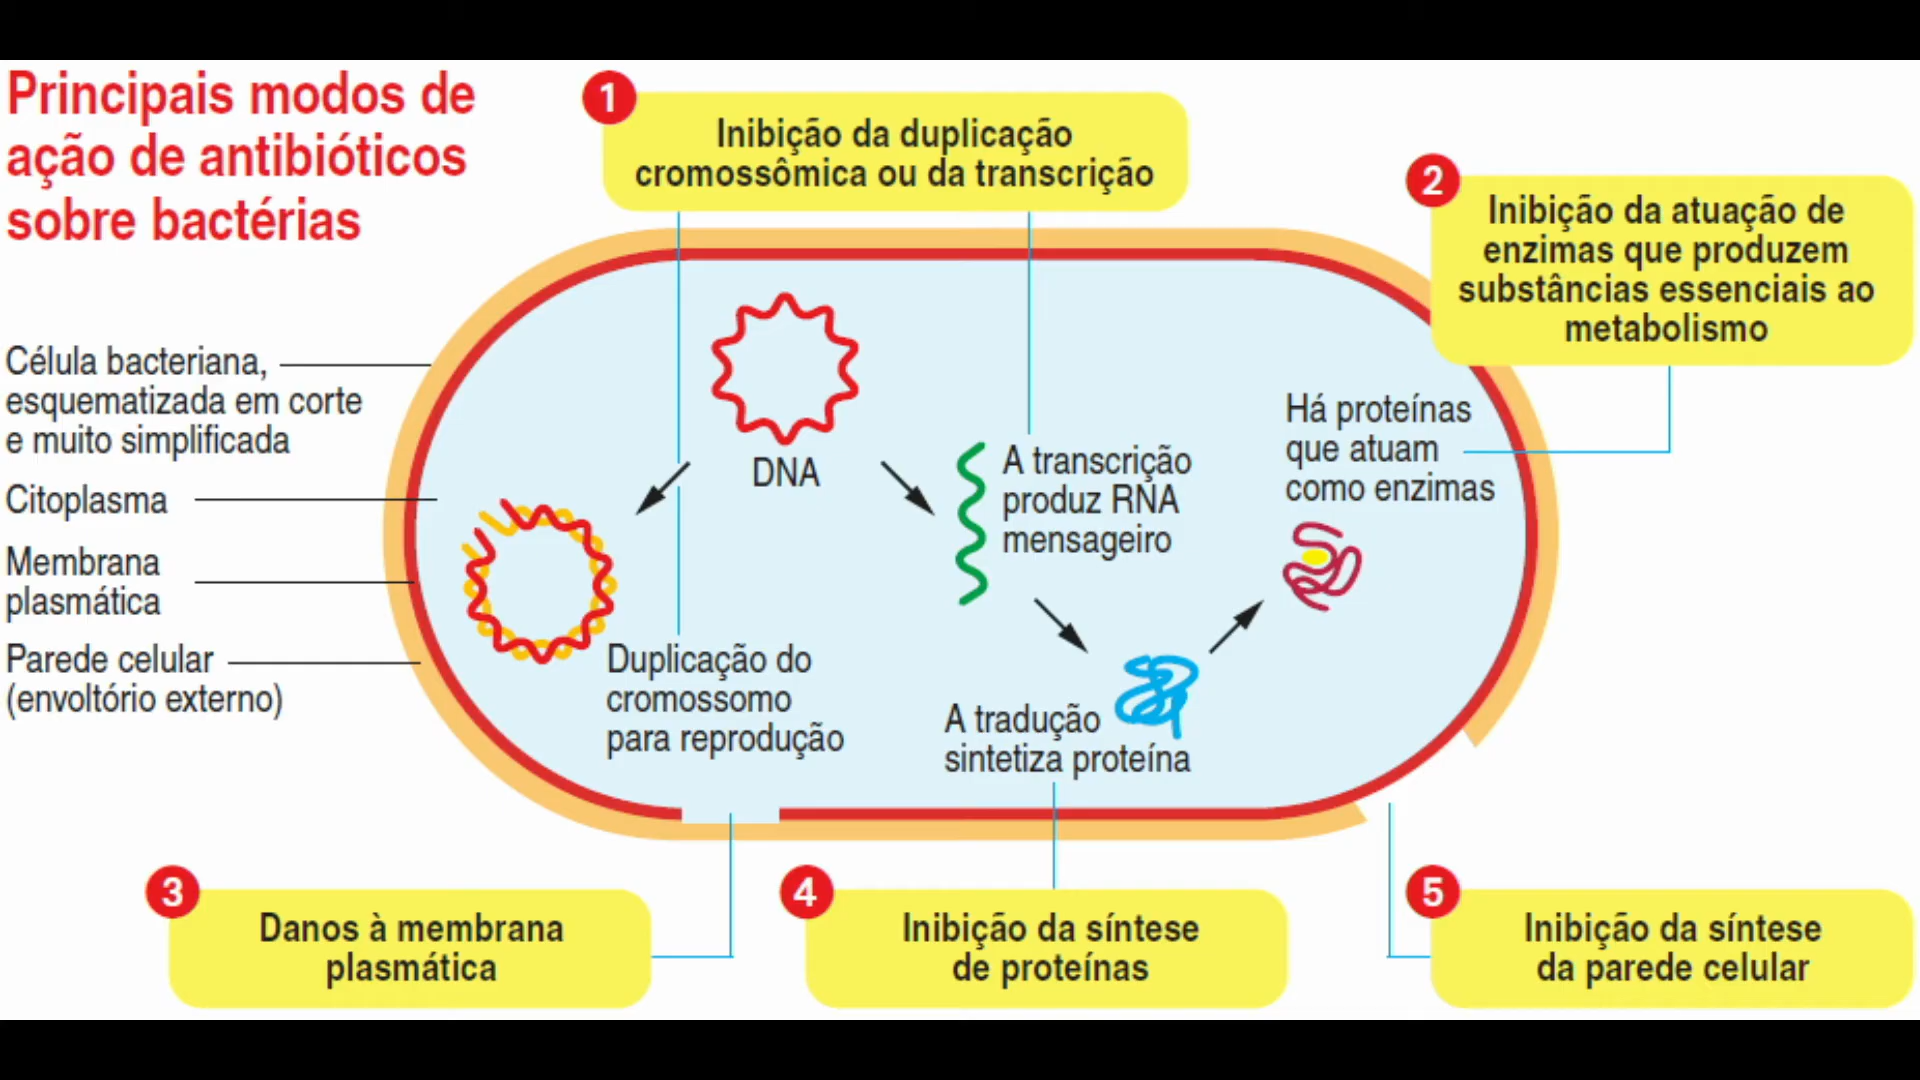 Principais modos de
ação de antibióticos
sobre bactérias
1
Inibição da duplicação
cromossômica ou da transcrição
2
Inibição da atuação de
enzimas que produzem
substâncias essenciais ao
metabolismo
Célula bacteriana,
esquematizada em corte
e muito simplificada
Citoplasma
Membrana
plasmática
Parede celular
(envoltório externo)
DNA
A transcrição
produz RNA
mensageiro
Há proteínas
que atuam
como enzimas
Duplicação do
cromossomo
para reprodução
A tradução
sintetiza proteína
3
Danos à membrana
plasmática
4
Inibição da síntese
de proteínas
5
Inibição da síntese
da parede celular